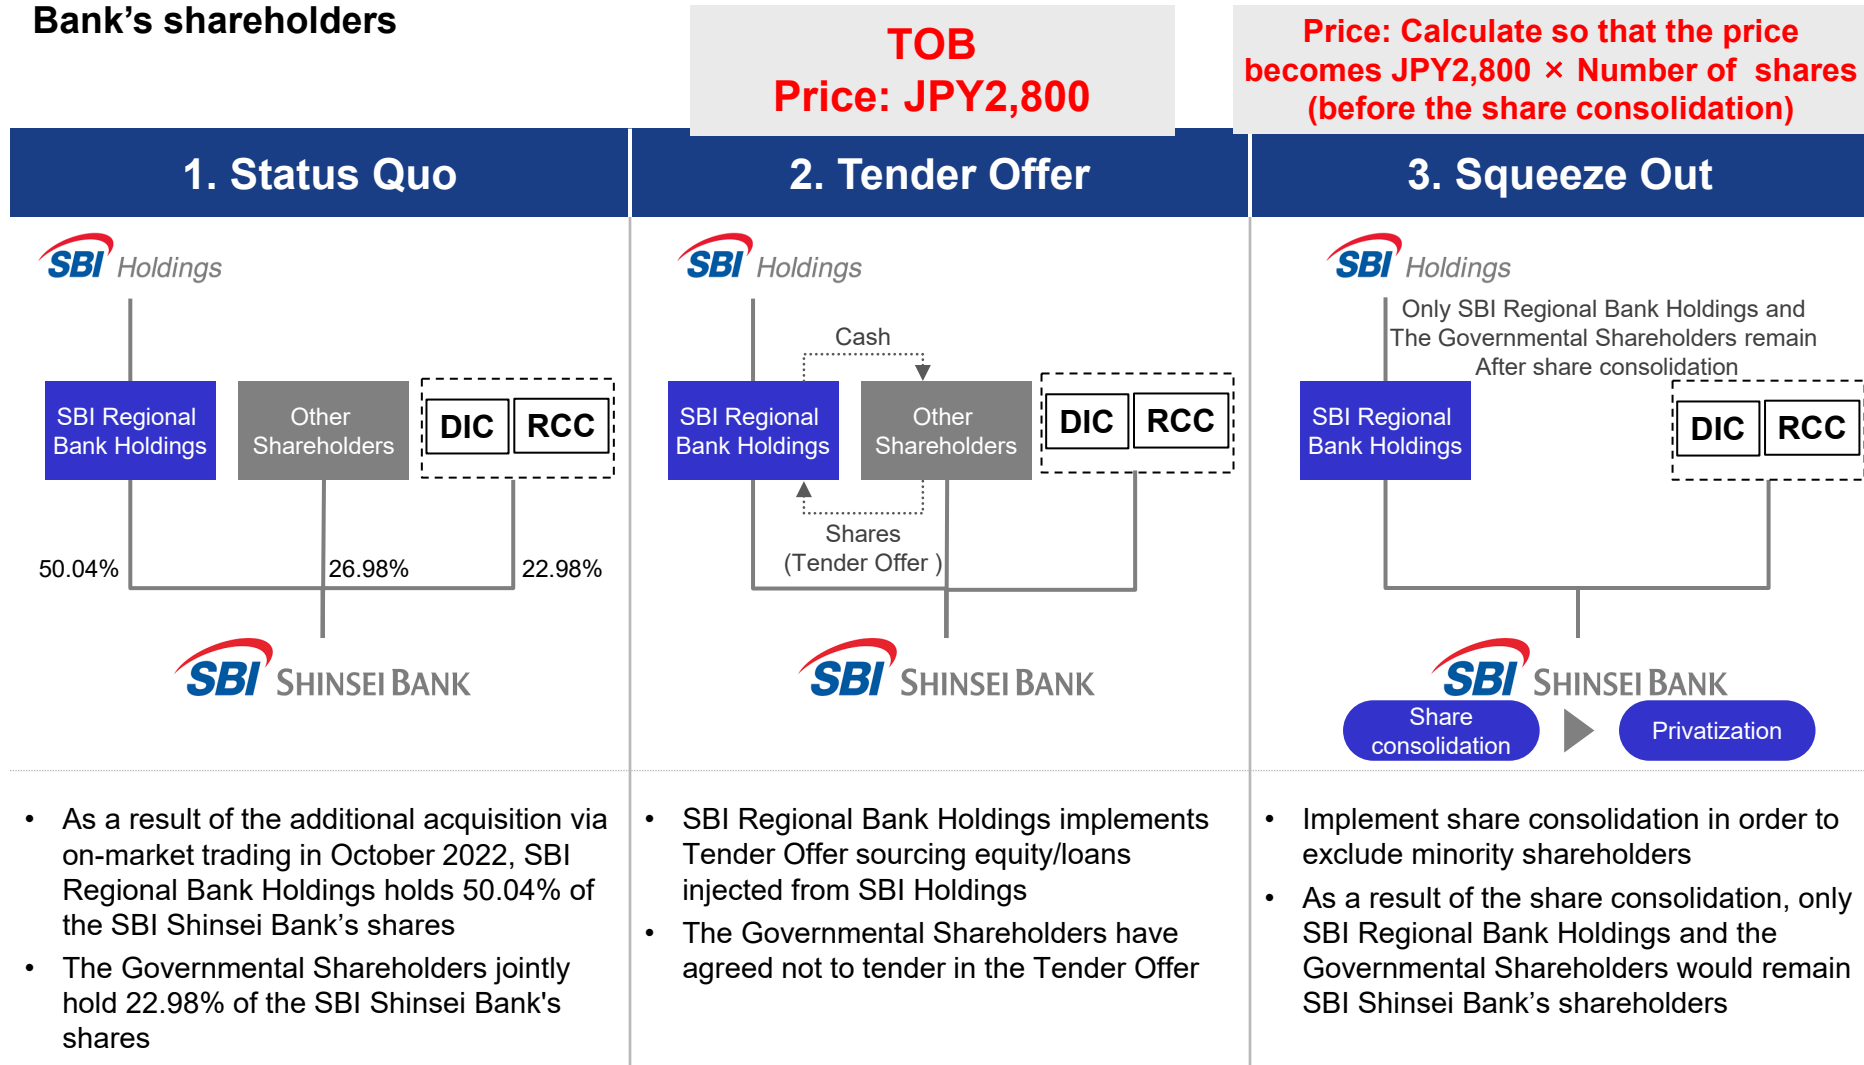 Bank’s shareholders
TOB
Price: JPY2,800
Price: Calculate so that the price
becomes JPY2,800 × Number of shares
(before the share consolidation)
1. Status Quo
2. Tender Offer
3. Squeeze Out
SBI Holdings
SBI Regional
Bank Holdings
Other
Shareholders
DIC
RCC
50.04%
26.98%
22.98%
SBI SHINSEI BANK
SBI Holdings
Cash
SBI Regional
Bank Holdings
Other
Shareholders
DIC
RCC
Shares
(Tender Offer )
SBI SHINSEI BANK
SBI Holdings
Only SBI Regional Bank Holdings and
The Governmental Shareholders remain
After share consolidation
SBI Regional
Bank Holdings
DIC
RCC
SBI SHINSEI BANK
Share
consolidation
Privatization
• As a result of the additional acquisition via
on-market trading in October 2022, SBI
Regional Bank Holdings holds 50.04% of
the SBI Shinsei Bank’s shares
• The Governmental Shareholders jointly
hold 22.98% of the SBI Shinsei Bank's
shares
• SBI Regional Bank Holdings implements
Tender Offer sourcing equity/loans
injected from SBI Holdings
• The Governmental Shareholders have
agreed not to tender in the Tender Offer
• Implement share consolidation in order to
exclude minority shareholders
• As a result of the share consolidation, only
SBI Regional Bank Holdings and the
Governmental Shareholders would remain
SBI Shinsei Bank’s shareholders